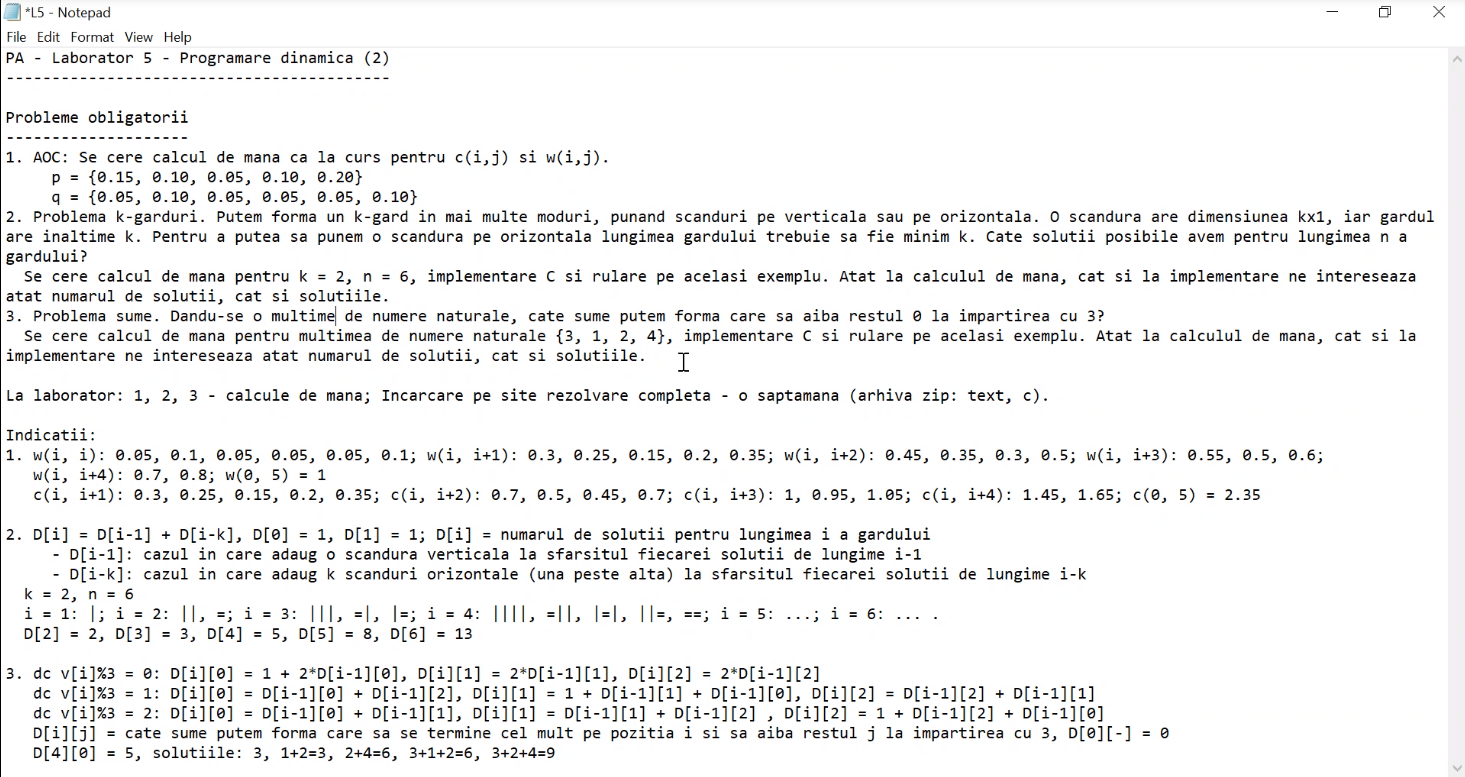 *L5 - Notepad
File Edit Format View Help
PA - Laborator 5 - Programare dinamica (2)
------------------------------------------
Probleme obligatorii
--------------------
1. AOC: Se cere calcul de mana ca la curs pentru c(i,j) si w(i,j).
p = {0.15, 0.10, 0.05, 0.10, 0.20}
q = {0.05, 0.10, 0.05, 0.05, 0.05, 0.10}
2. Problema k-garduri. Putem forma un k-gard in mai multe moduri, punand scanduri pe verticala sau pe orizontala. O scandura are dimensiunea kx1, iar gardul
are inaltime k. Pentru a putea sa punem o scandura pe orizontala lungimea gardului trebuie sa fie minim k. Cate solutii posibile avem pentru lungimea n a
gardului?
Se cere calcul de mana pentru k = 2, n = 6, implementare C si rulare pe acelasi exemplu. Atat la calculul de mana, cat si la implementare ne intereseaza
atat numarul de solutii, cat si solutiile.
3. Problema sume. Dandu-se o multime de numere naturale, cate sume putem forma care sa aiba restul 0 la impartirea cu 3?
Se cere calcul de mana pentru multimea de numere naturale {3, 1, 2, 4}, implementare C si rulare pe acelasi exemplu. Atat la calculul de mana, cat si la
implementare ne intereseaza atat numarul de solutii, cat si solutiile.
La laborator: 1, 2, 3 - calcule de mana; Incarcare pe site rezolvare completa - o saptamana (arhiva zip: text, c).
Indicatii:
1. w(i, i): 0.05, 0.1, 0.05, 0.05, 0.05, 0.1; w(i, i+1): 0.3, 0.25, 0.15, 0.2, 0.35; w(i, i+2): 0.45, 0.35, 0.3, 0.5; w(i, i+3): 0.55, 0.5, 0.6;
w(i, i+4): 0.7, 0.8; w(0, 5) = 1
c(i, i+1): 0.3, 0.25, 0.15, 0.2, 0.35; c(i, i+2): 0.7, 0.5, 0.45, 0.7; c(i, i+3): 1, 0.95, 1.05; c(i, i+4): 1.45, 1.65; c(0, 5) = 2.35
2. D[i] = D[i-1] + D[i-k], D[0] = 1, D[1] = 1; D[i] = numarul de solutii pentru lungimea i a gardului
- D[i-1]: cazul in care adaug o scandura verticala la sfarsitul fiecarei solutii de lungime i-1
- D[i-k]: cazul in care adaug k scanduri orizontale (una peste alta) la sfarsitul fiecarei solutii de lungime i-k
k = 2, n = 6
i = 1: |; i = 2: ||, =; i = 3: |||, =|, |=; i = 4: ||||, =||, |=|, ||=, ==; i = 5: ...; i = 6: ... .
D[2] = 2, D[3] = 3, D[4] = 5, D[5] = 8, D[6] = 13
3. dc v[i]%3 = 0: D[i][0] = 1 + 2*D[i-1][0], D[i][1] = 2*D[i-1][1], D[i][2] = 2*D[i-1][2]
dc v[i]%3 = 1: D[i][0] = D[i-1][0] + D[i-1][2], D[i][1] = 1 + D[i-1][1] + D[i-1][0], D[i][2] = D[i-1][2] + D[i-1][1]
dc v[i]%3 = 2: D[i][0] = D[i-1][0] + D[i-1][1], D[i][1] = D[i-1][1] + D[i-1][2] , D[i][2] = 1 + D[i-1][2] + D[i-1][0]
D[i][j] = cate sume putem forma care sa se termine cel mult pe pozitia i si sa aiba restul j la impartirea cu 3, D[0][-] = 0
D[4][0] = 5, solutiile: 3, 1+2=3, 2+4=6, 3+1+2=6, 3+2+4=9